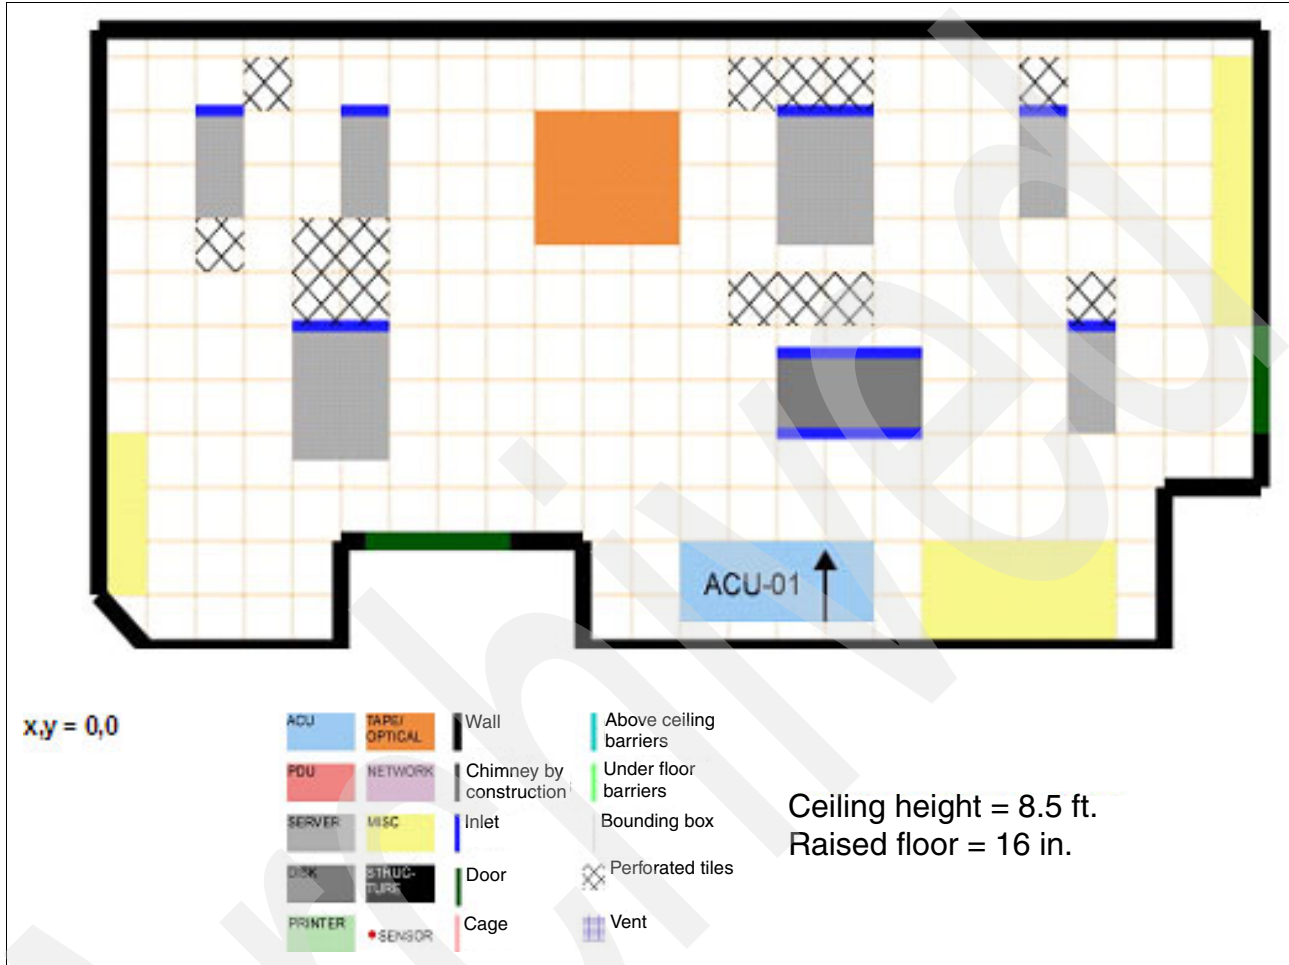 ACU-01
x,y = 0,0
ACU
TAPE/
OPTICAL
Wall
Above ceiling
barriers
PDU
NETWORK
Chimney by
construction
Under floor
barriers
SERVER
MISC
Inlet
Bounding box
DISK
STRUC-
TURE
Door
Perforated tiles
PRINTER
SENSOR
Cage
Vent
Ceiling height = 8.5 ft.
Raised floor = 16 in.
Archived